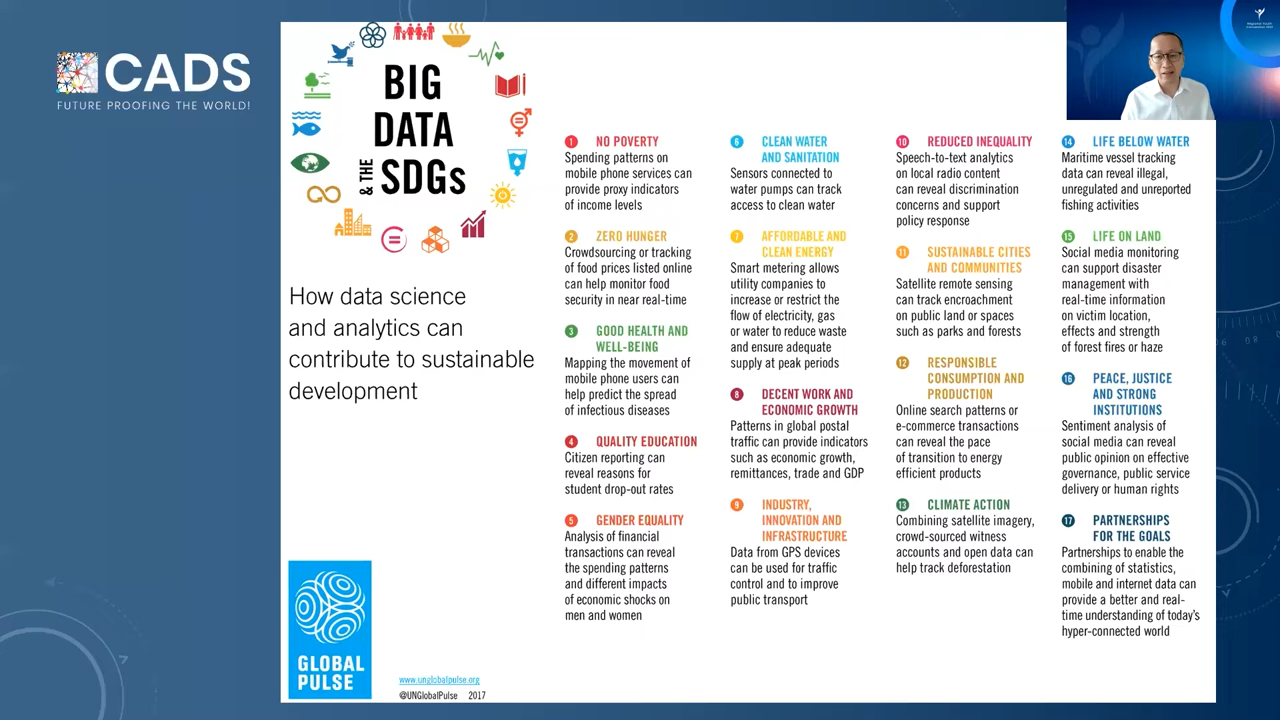 CADS
FUTURE PROOFING THE WORLD!
BIG
DATA
& THE
SDGs
How data science
and analytics can
contribute to sustainable
development
GLOBAL
PULSE
www.unglobalpulse.org
@UNGlobalPulse 2017
1 NO POVERTY
Spending patterns on
mobile phone services can
provide proxy indicators
of income levels
2 ZERO HUNGER
Crowdsourcing or tracking
of food prices listed online
can help monitor food
security in near real-time
3 GOOD HEALTH AND
WELL-BEING
Mapping the movement of
mobile phone users can
help predict the spread
of infectious diseases
4 QUALITY EDUCATION
Citizen reporting can
reveal reasons for
student drop-out rates
5 GENDER EQUALITY
Analysis of financial
transactions can reveal
the spending patterns
and different impacts
of economic shocks on
men and women
6 CLEAN WATER
AND SANITATION
Sensors connected to
water pumps can track
access to clean water
7 AFFORDABLE AND
CLEAN ENERGY
Smart metering allows
utility companies to
increase or restrict the
flow of electricity, gas
or water to reduce waste
and ensure adequate
supply at peak periods
8 DECENT WORK AND
ECONOMIC GROWTH
Patterns in global postal
traffic can provide indicators
such as economic growth,
remittances, trade and GDP
9 INDUSTRY,
INNOVATION AND
INFRASTRUCTURE
Data from GPS devices
can be used for traffic
control and to improve
public transport
10 REDUCED INEQUALITY
Speech-to-text analytics
on local radio content
can reveal discrimination
concerns and support
policy response
11 SUSTAINABLE CITIES
AND COMMUNITIES
Satellite remote sensing
can track encroachment
on public land or spaces
such as parks and forests
12 RESPONSIBLE
CONSUMPTION AND
PRODUCTION
Online search patterns or
e-commerce transactions
can reveal the pace
of transition to energy
efficient products
13 CLIMATE ACTION
Combining satellite imagery,
crowd-sourced witness
accounts and open data can
help track deforestation
14 LIFE BELOW WATER
Maritime vessel tracking
data can reveal illegal,
unregulated and unreported
fishing activities
15 LIFE ON LAND
Social media monitoring
can support disaster
management with
real-time information
on victim location,
effects and strength
of forest fires or haze
16 PEACE, JUSTICE
AND STRONG
INSTITUTIONS
Sentiment analysis of
social media can reveal
public opinion on effective
governance, public service
delivery or human rights
17 PARTNERSHIPS
FOR THE GOALS
Partnerships to enable the
combining of statistics,
mobile and internet data can
provide a better and real-
time understanding of today's
hyper-connected world